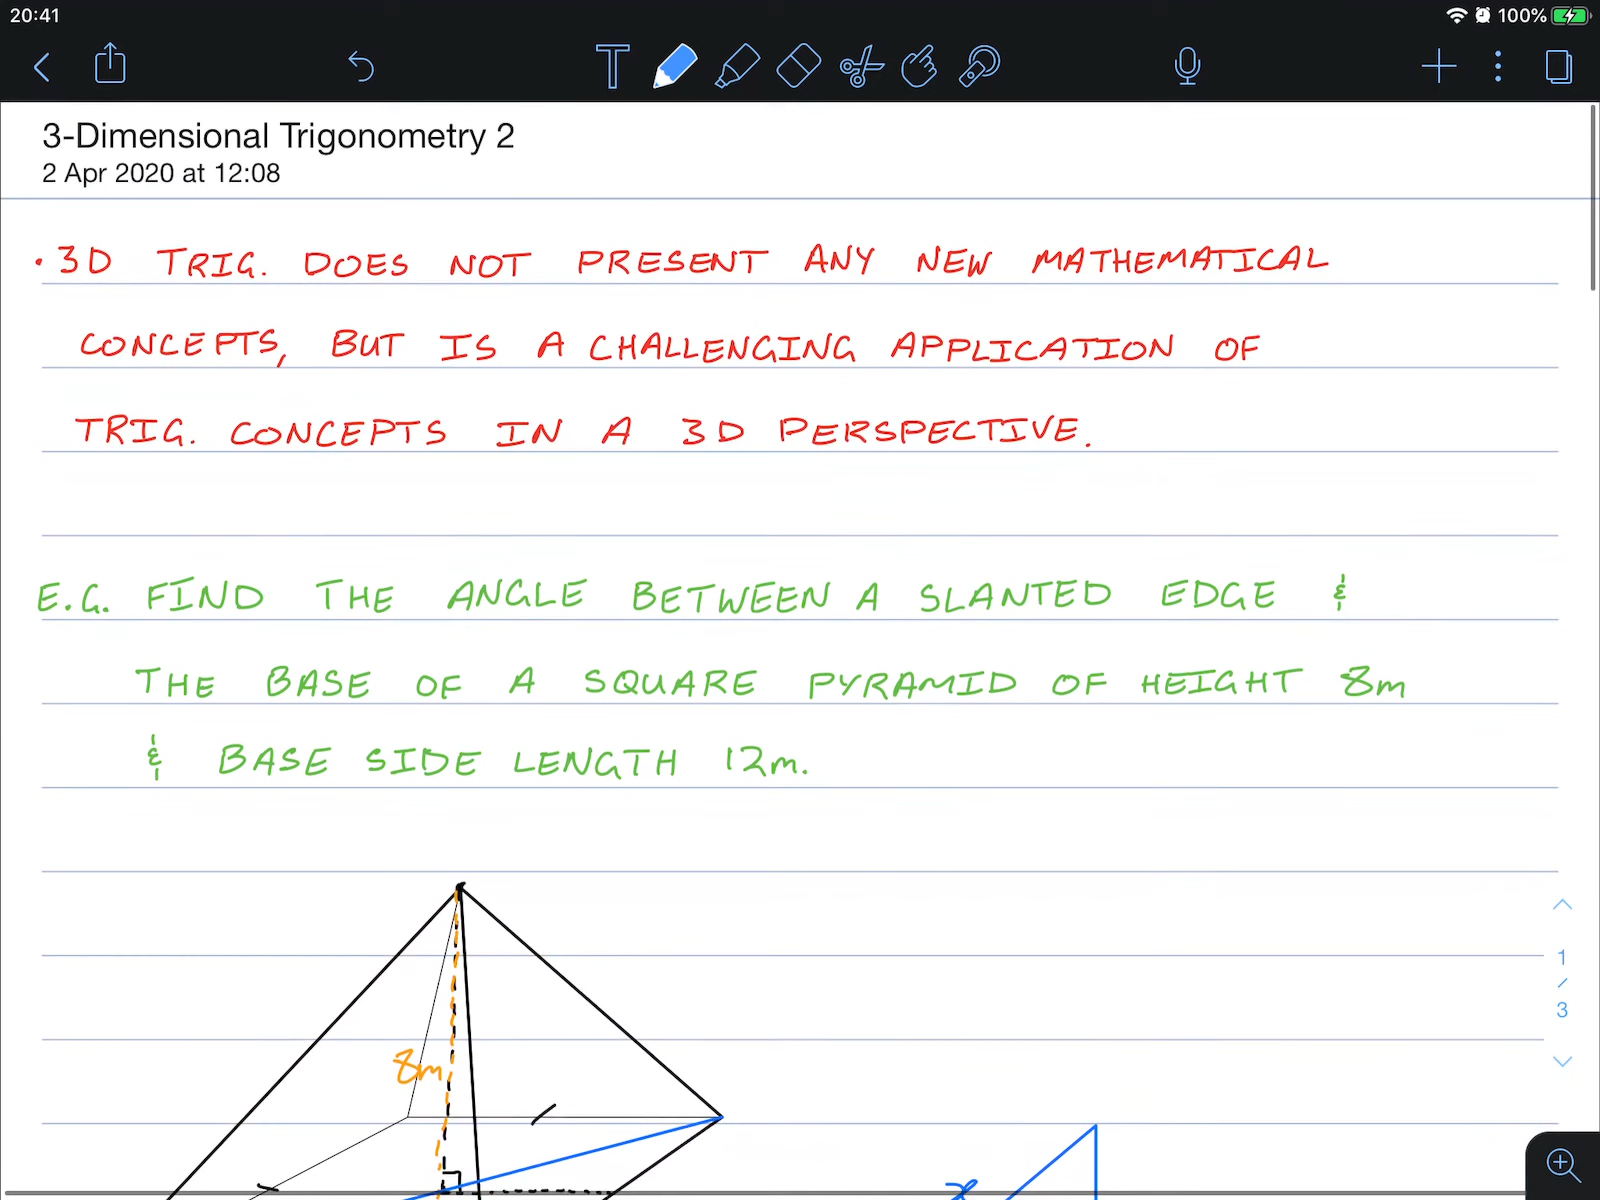 20:41
100%
T
3-Dimensional Trigonometry 2
2 Apr 2020 at 12:08
• 3D TRIG. DOES NOT PRESENT ANY NEW MATHEMATICAL
CONCEPTS, BUT IS A CHALLENGING APPLICATION OF
TRIG. CONCEPTS IN A 3D PERSPECTIVE.
E.G. FIND THE ANGLE BETWEEN A SLANTED EDGE &
THE BASE OF A SQUARE PYRAMID OF HEIGHT 8m
& BASE SIDE LENGTH 12m.
8m
1
/
3